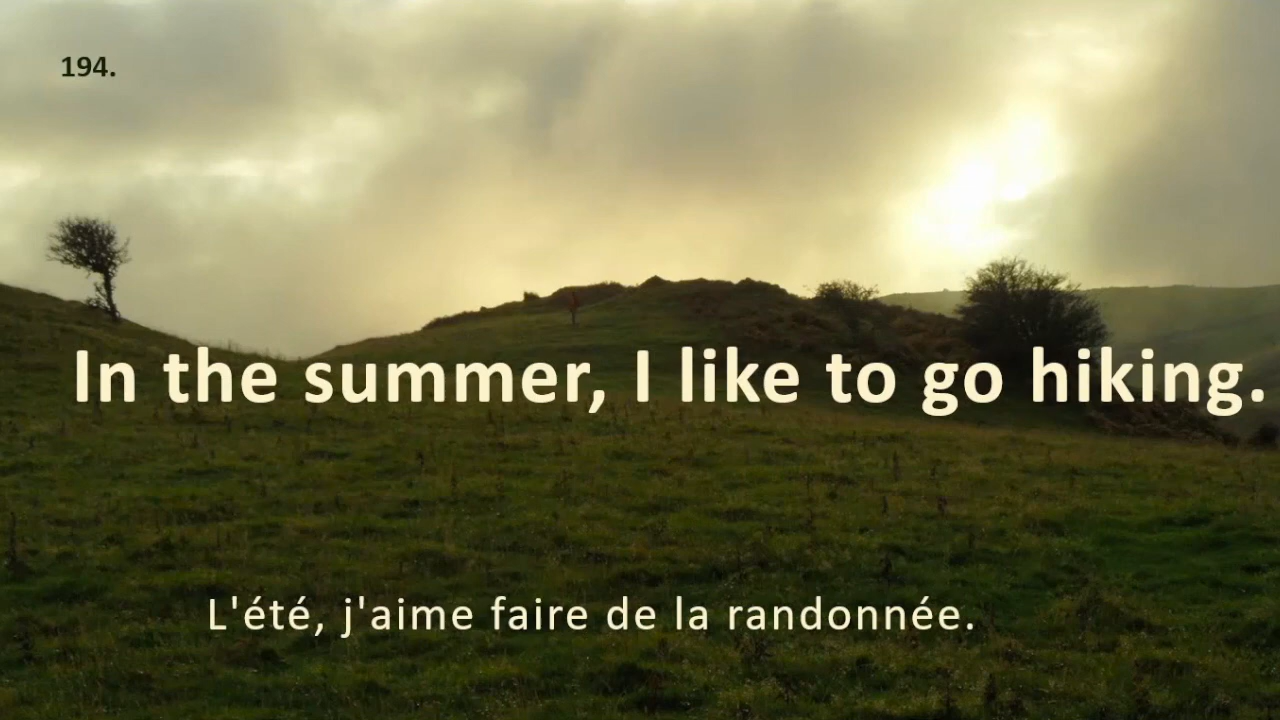 194.
In the summer, I like to go hiking.
L'été, j'aime faire de la randonnée.